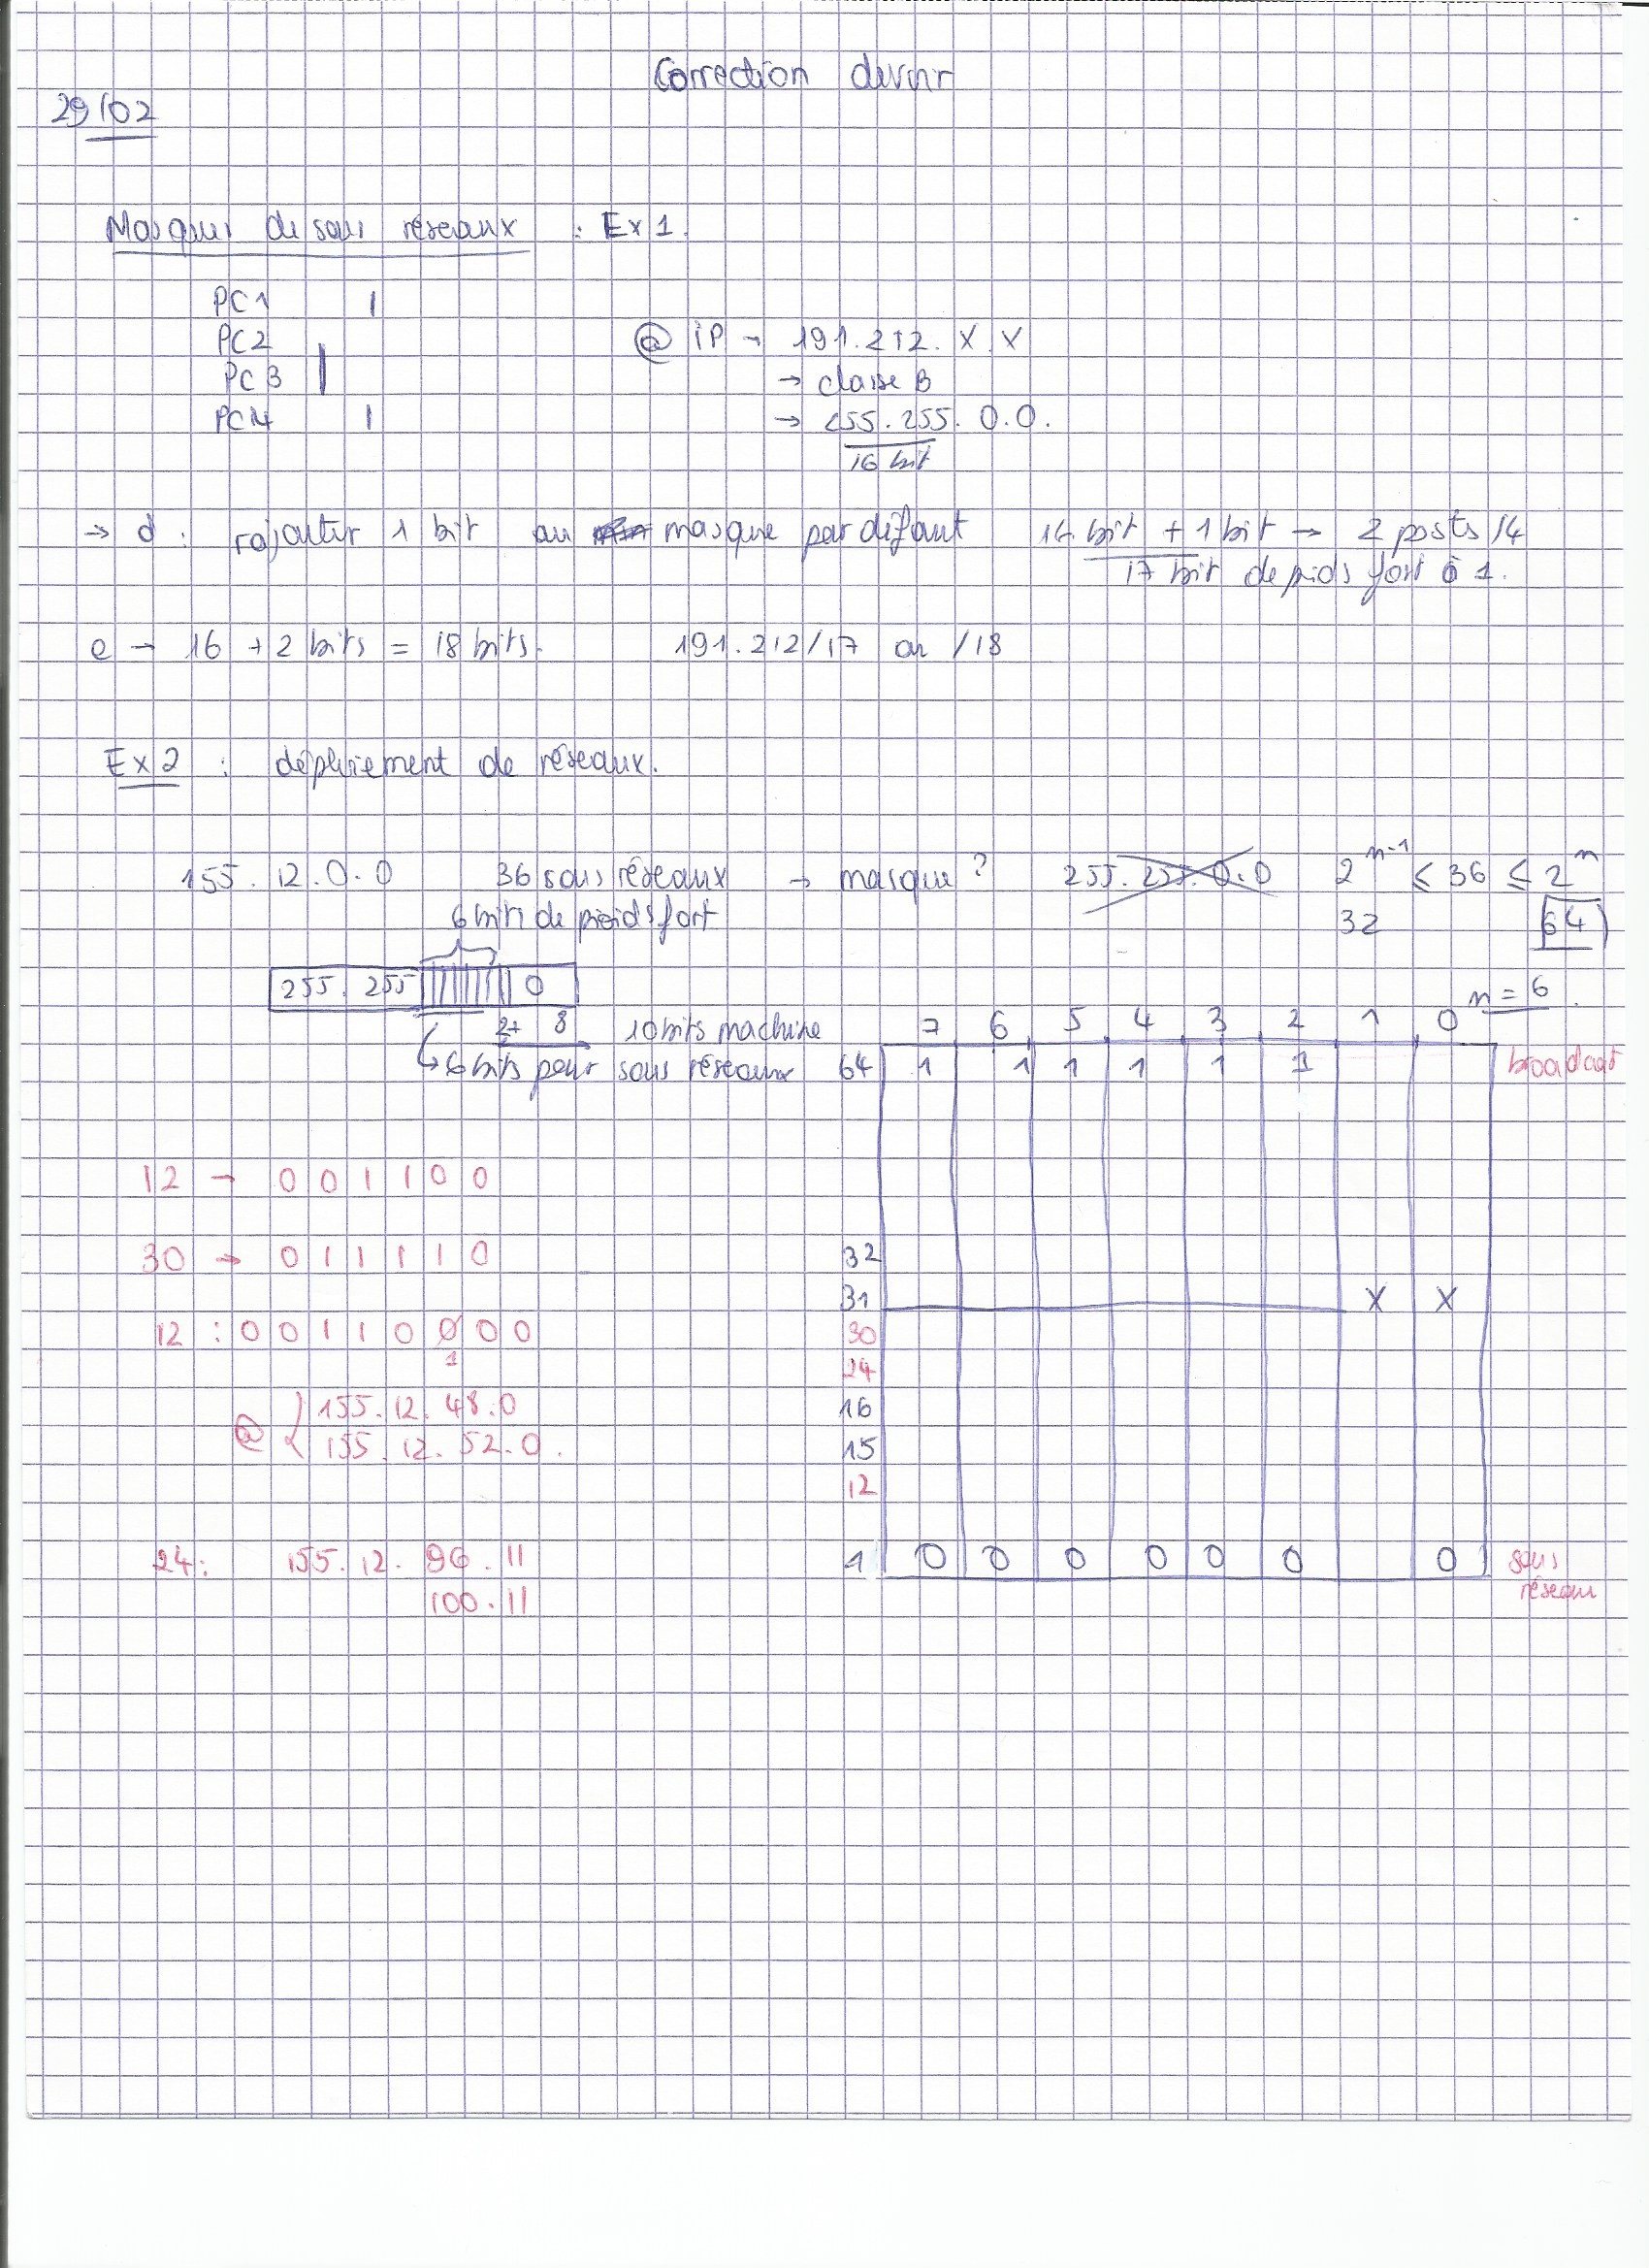 Correction devoir
29/02
Masques de sous réseaux : Ex 1.
PC1
PC2
PC3
PC4
@ iP → 191.212.X.X
→ classe B
→ 255.255.0.0.
16 bit
→ d : rajouter 1 bit au masque par défaut 16 bit + 1 bit → 2 posts /4
17 bit de poids fort à 1.
e → 16 + 2 bits = 18 bits. 191.212/17 ou /18
Ex 2 : déploiement de réseaux.
155.12.0.0 36 sous réseaux → masque ? 255.255.0.0 2^n-1 ≤ 36 ≤ 2^n
6 bits de poids fort 32 64
255.255 0 n = 6
2+ 8 10 bits machine
↳ 6 bits pour sous réseaux
7 6 5 4 3 2 1 0
64 1 1 1 1 1 1 broadcast
12 → 0 0 1 1 0 0
30 → 0 1 1 1 1 0
32
31 X X
12 : 0 0 1 1 0 0 0 0
1
30
24
@ { 155.12.48.0
155.12.52.0.
16
15
12
24: 155.12.96.11
100.11
1 0 0 0 0 0 0 0 sous
réseau